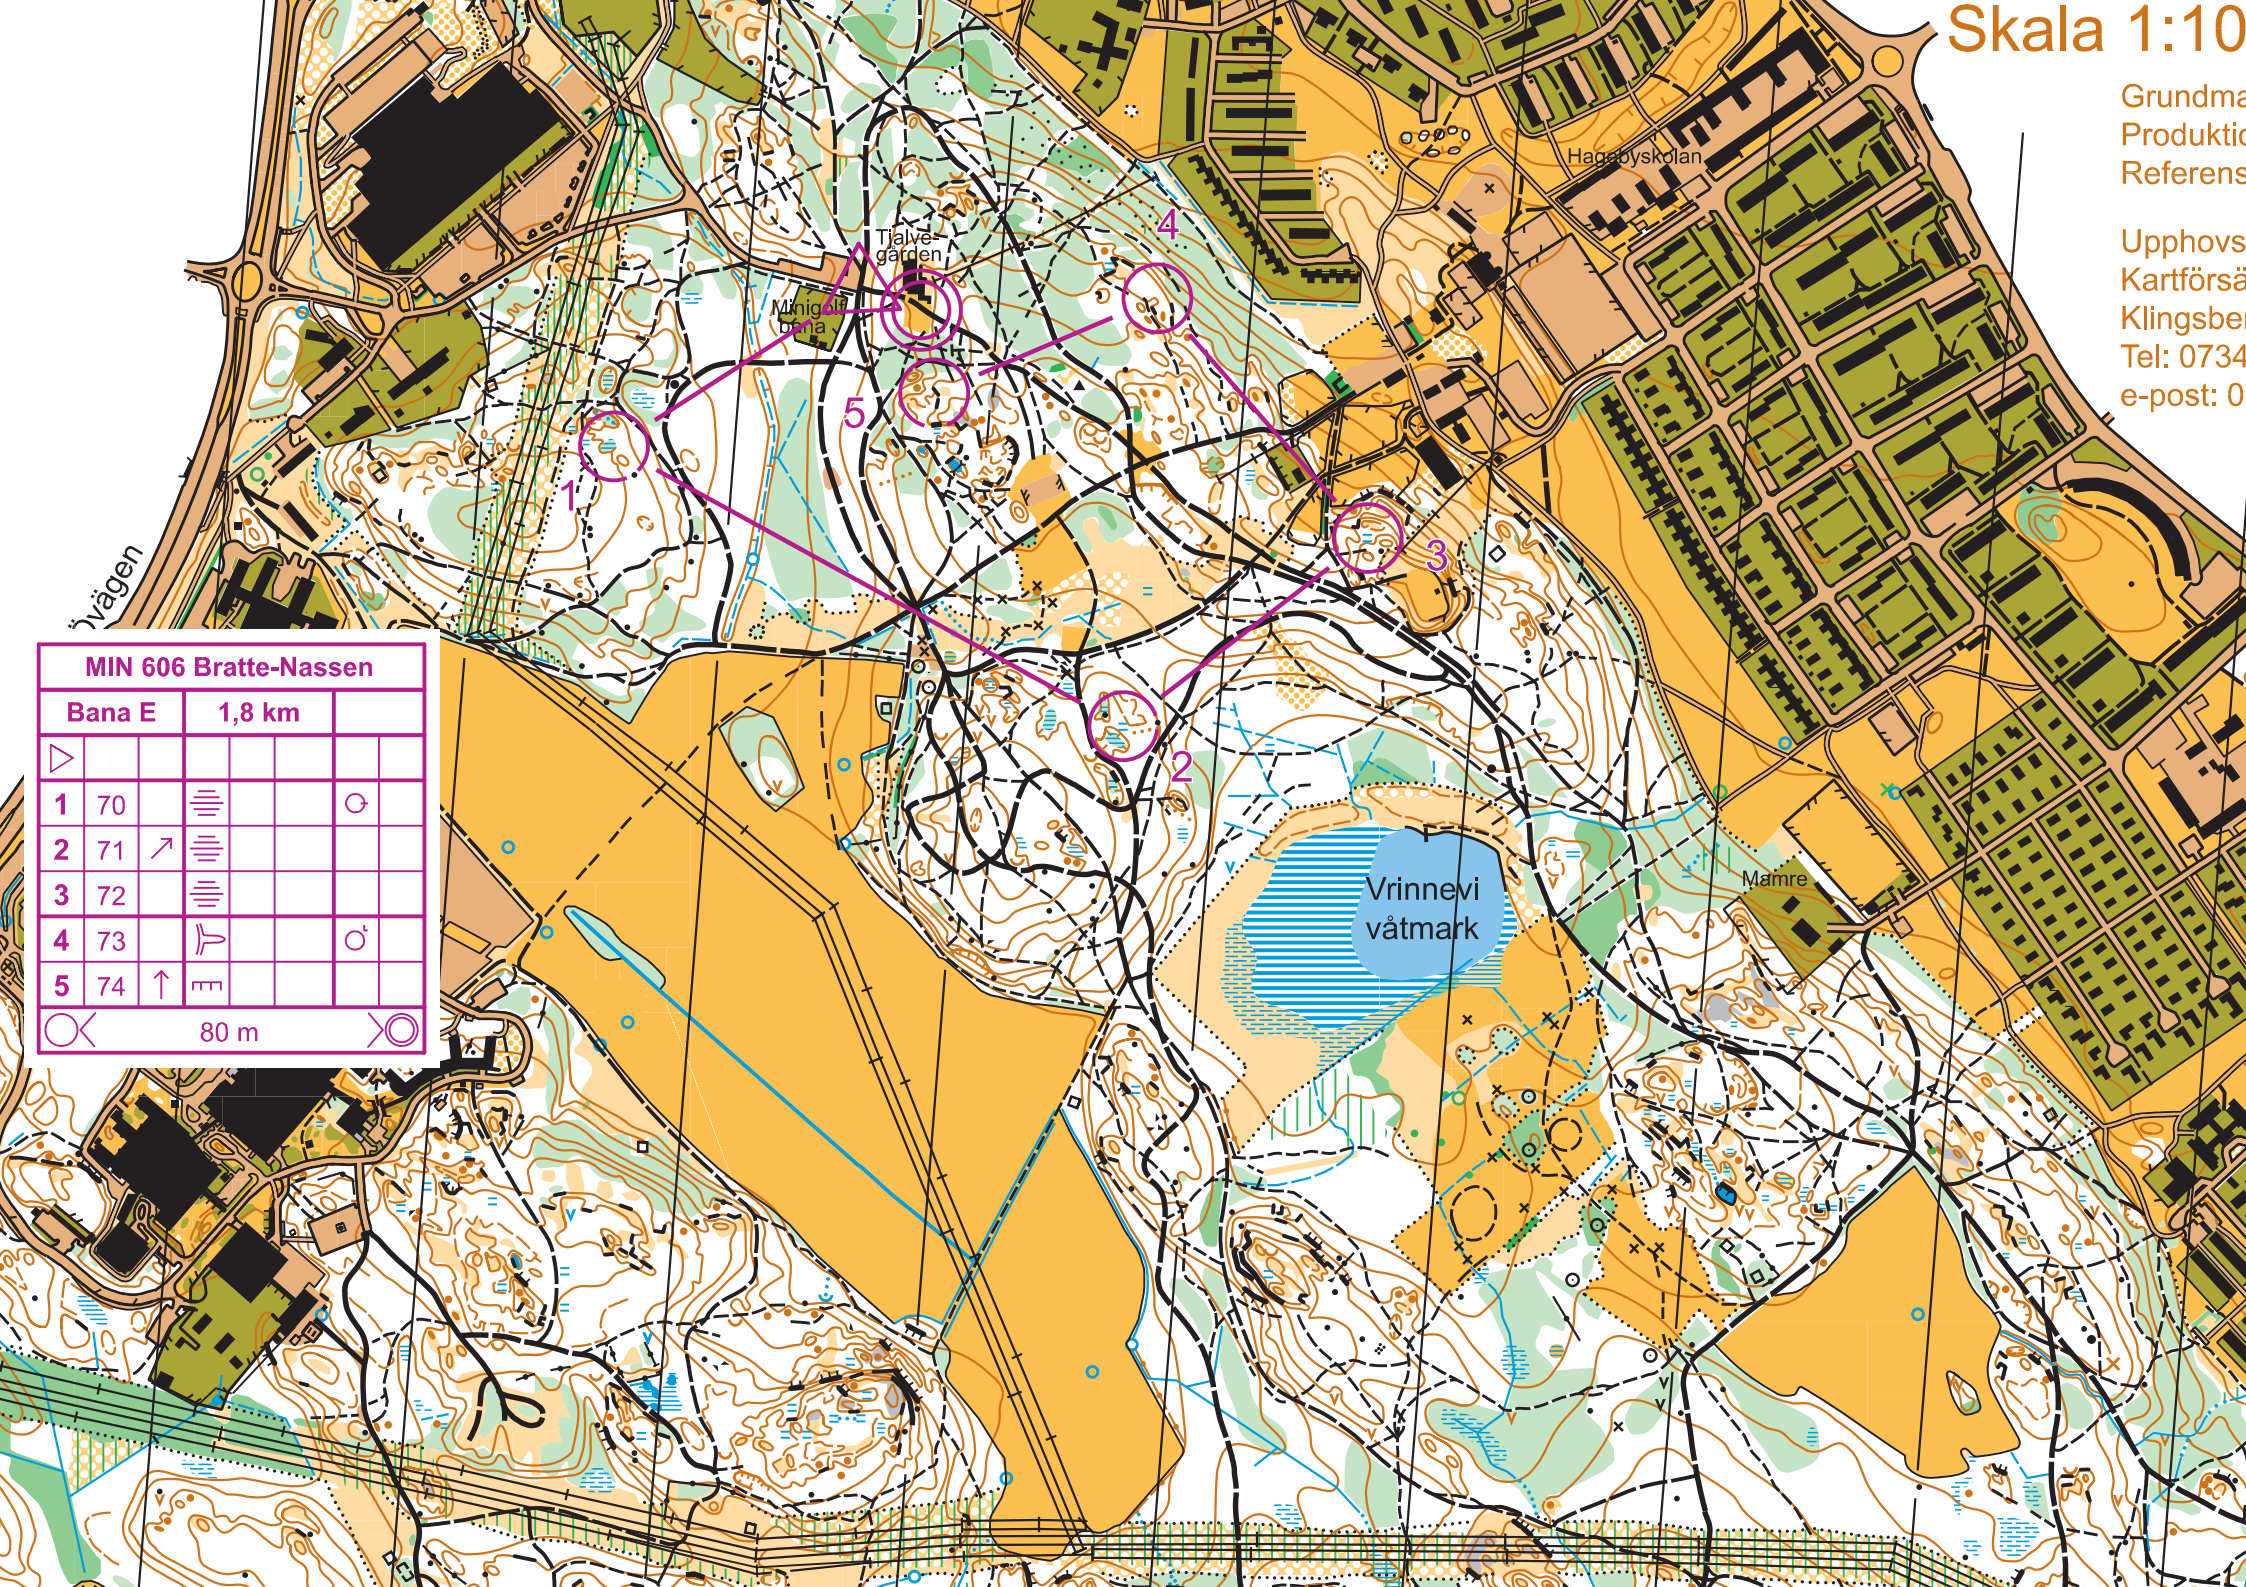 Skala 1:10
Grundma
Produktio
Referens
Upphovs
Kartförsä
Klingsber
Tel: 0734
e-post: 0
Hagebyskolan
Tjalve-
gården
Minigolf
bana
4
5
1
3
2
Övägen
MIN 606 Bratte-Nassen
Bana E 1,8 km
1 70
2 71
3 72
4 73
5 74
80 m
Vrinnevi
våtmark
Mamre